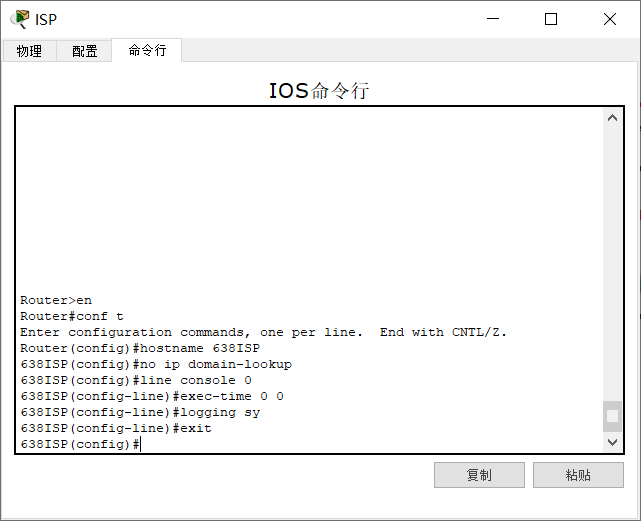 ISP
物理 配置 命令行
IOS命令行
Router>en
Router#conf t
Enter configuration commands, one per line.  End with CNTL/Z.
Router(config)#hostname 638ISP
638ISP(config)#no ip domain-lookup
638ISP(config)#line console 0
638ISP(config-line)#exec-time 0 0
638ISP(config-line)#logging sy
638ISP(config-line)#exit
638ISP(config)#
复制 粘贴